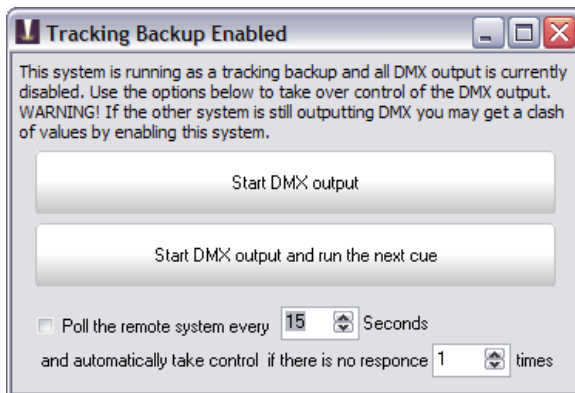 Tracking Backup Enabled
This system is running as a tracking backup and all DMX output is currently
disabled. Use the options below to take over control of the DMX output.
WARNING! If the other system is still outputting DMX you may get a clash
of values by enabling this system.
Start DMX output
Start DMX output and run the next cue
Poll the remote system every 15 Seconds
and automatically take control if there is no responce 1 times